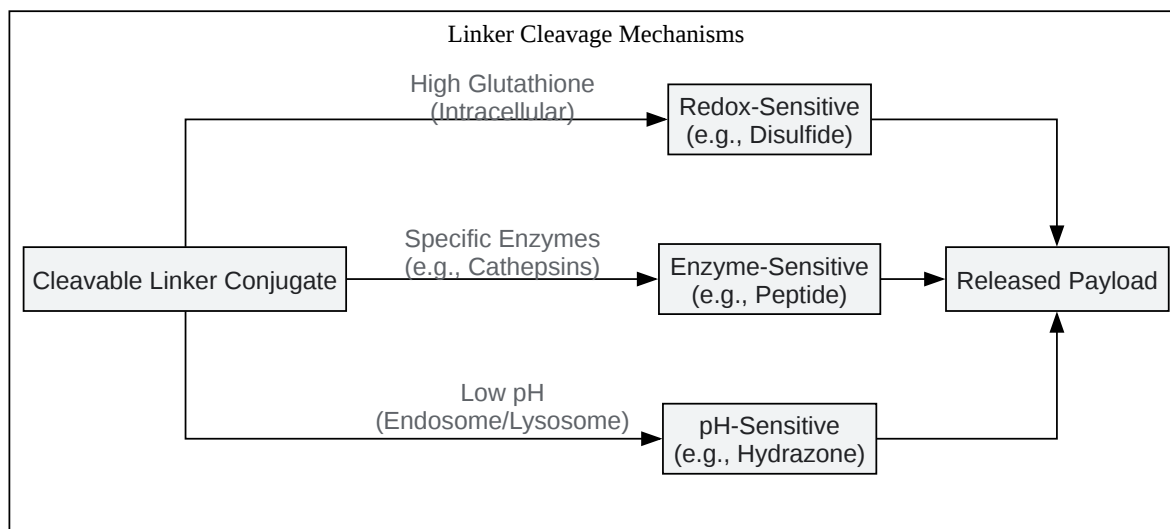 Linker Cleavage Mechanisms
High Glutathione
(Intracellular)
Redox-Sensitive
(e.g., Disulfide)
Specific Enzymes
(e.g., Cathepsins)
Cleavable Linker Conjugate
Enzyme-Sensitive
(e.g., Peptide)
Released Payload
Low pH
(Endosome/Lysosome)
pH-Sensitive
(e.g., Hydrazone)